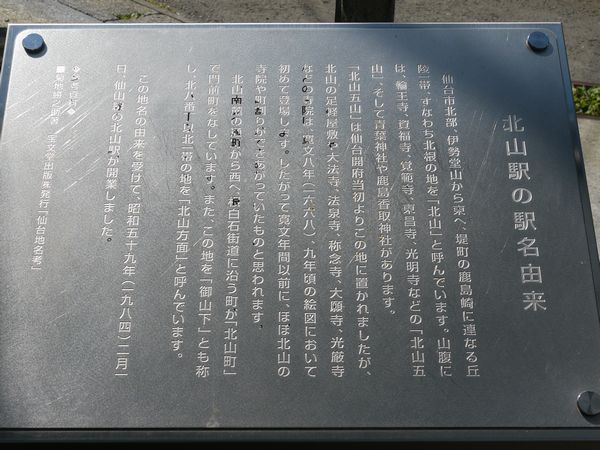 北山駅の駅名由来
仙台市北部、伊勢堂山から東へ、堤町の鹿島崎に連なる丘
陵一帯、すなわち北根の地を「北山」と呼んでいます。山腹に
は、輪王寺、資福寺、覚範寺、東昌寺、光明寺などの「北山五
山」、そして青葉神社や鹿島香取神社があります。
「北山五山」は仙台開府当初よりこの地に置かれましたが、
北山の足軽屋敷や大法寺、法泉寺、称念寺、大願寺、光厳寺
などの寺院は、寛文八年(一六六八)、九年頃の絵図において
初めて登場します。したがって寛文年間以前に、ほぼ北山の
寺院や町割りができあがっていたものと思われます。
北山南麓の から西へ、 白石街道に沿う町が「北山町」
で門前町をなしています。また、この地を「御山下」とも称
し、北八番丁以北一帯の地を「北山方面」と呼んでいます。
この地名の由来を受けて、昭和五十九年(一九八四)二月一
日、仙山線の北山駅が開業しました。
◆参考資料◆
■菊地勝之助著 宝文堂出版㈱発行「仙台地名考」